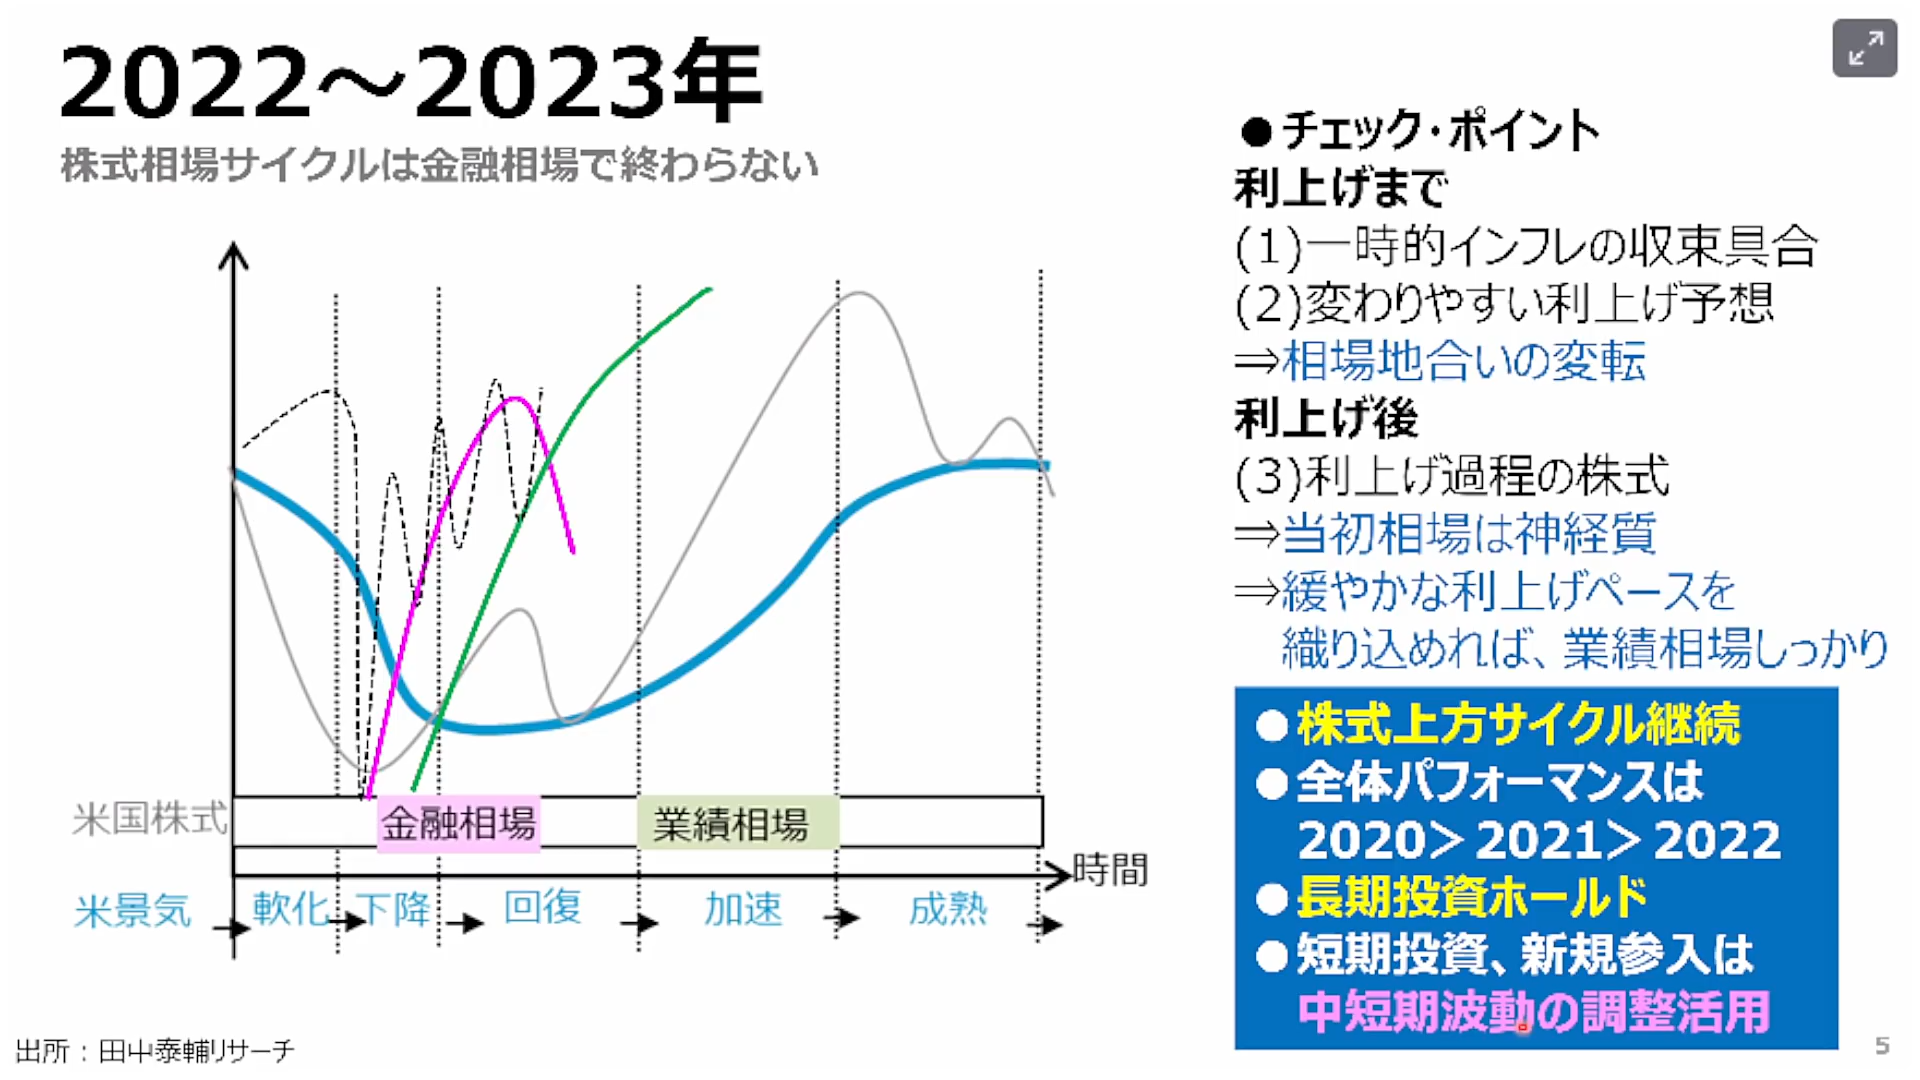 2022～2023年
株式相場サイクルは金融相場で終わらない
●チェック・ポイント
利上げまで
(1)一時的インフレの収束具合
(2)変わりやすい利上げ予想
⇒相場地合いの変転
利上げ後
(3)利上げ過程の株式
⇒当初相場は神経質
⇒緩やかな利上げペースを
織り込めれば、業績相場しっかり
●株式上方サイクル継続
●全体パフォーマンスは
2020＞2021＞2022
●長期投資ホールド
●短期投資、新規参入は
中短期波動の調整活用
米国株式
金融相場
業績相場
時間
米景気
軟化
下降
回復
加速
成熟
出所：田中泰輔リサーチ
5